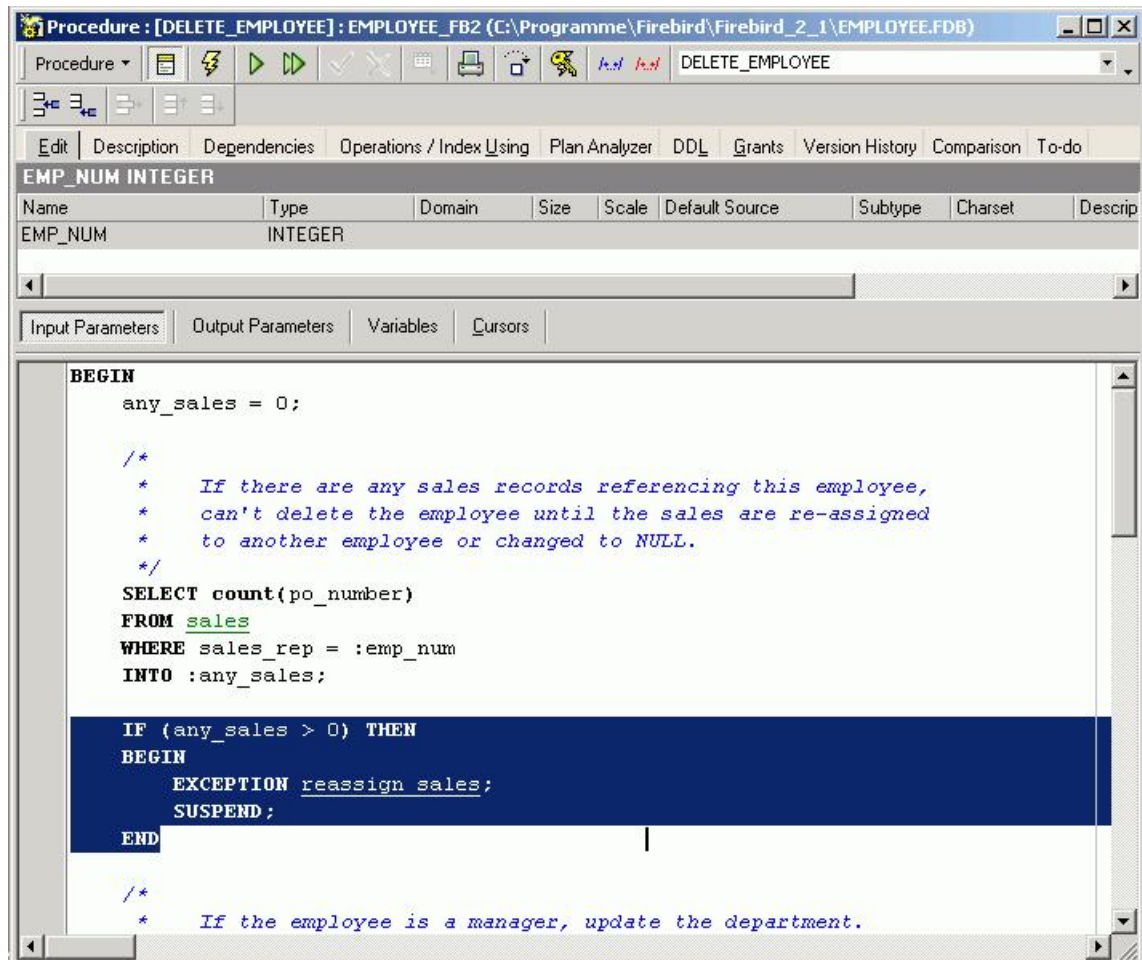 Procedure : [DELETE_EMPLOYEE] : EMPLOYEE_FB2 (C:\Programme\Firebird\Firebird_2_1\EMPLOYEE.FDB)
Procedure DELETE_EMPLOYEE
Edit Description Dependencies Operations / Index Using Plan Analyzer DDL Grants Version History Comparison To-do
EMP_NUM INTEGER
Name Type Domain Size Scale Default Source Subtype Charset Descrip
EMP_NUM INTEGER
Input Parameters Output Parameters Variables Cursors
BEGIN
any_sales = 0;
/*
* If there are any sales records referencing this employee,
* can't delete the employee until the sales are re-assigned
* to another employee or changed to NULL.
*/
SELECT count(po_number)
FROM sales
WHERE sales_rep = :emp_num
INTO :any_sales;
IF (any_sales > 0) THEN
BEGIN
EXCEPTION reassign_sales;
SUSPEND;
END
/*
* If the employee is a manager, update the department.